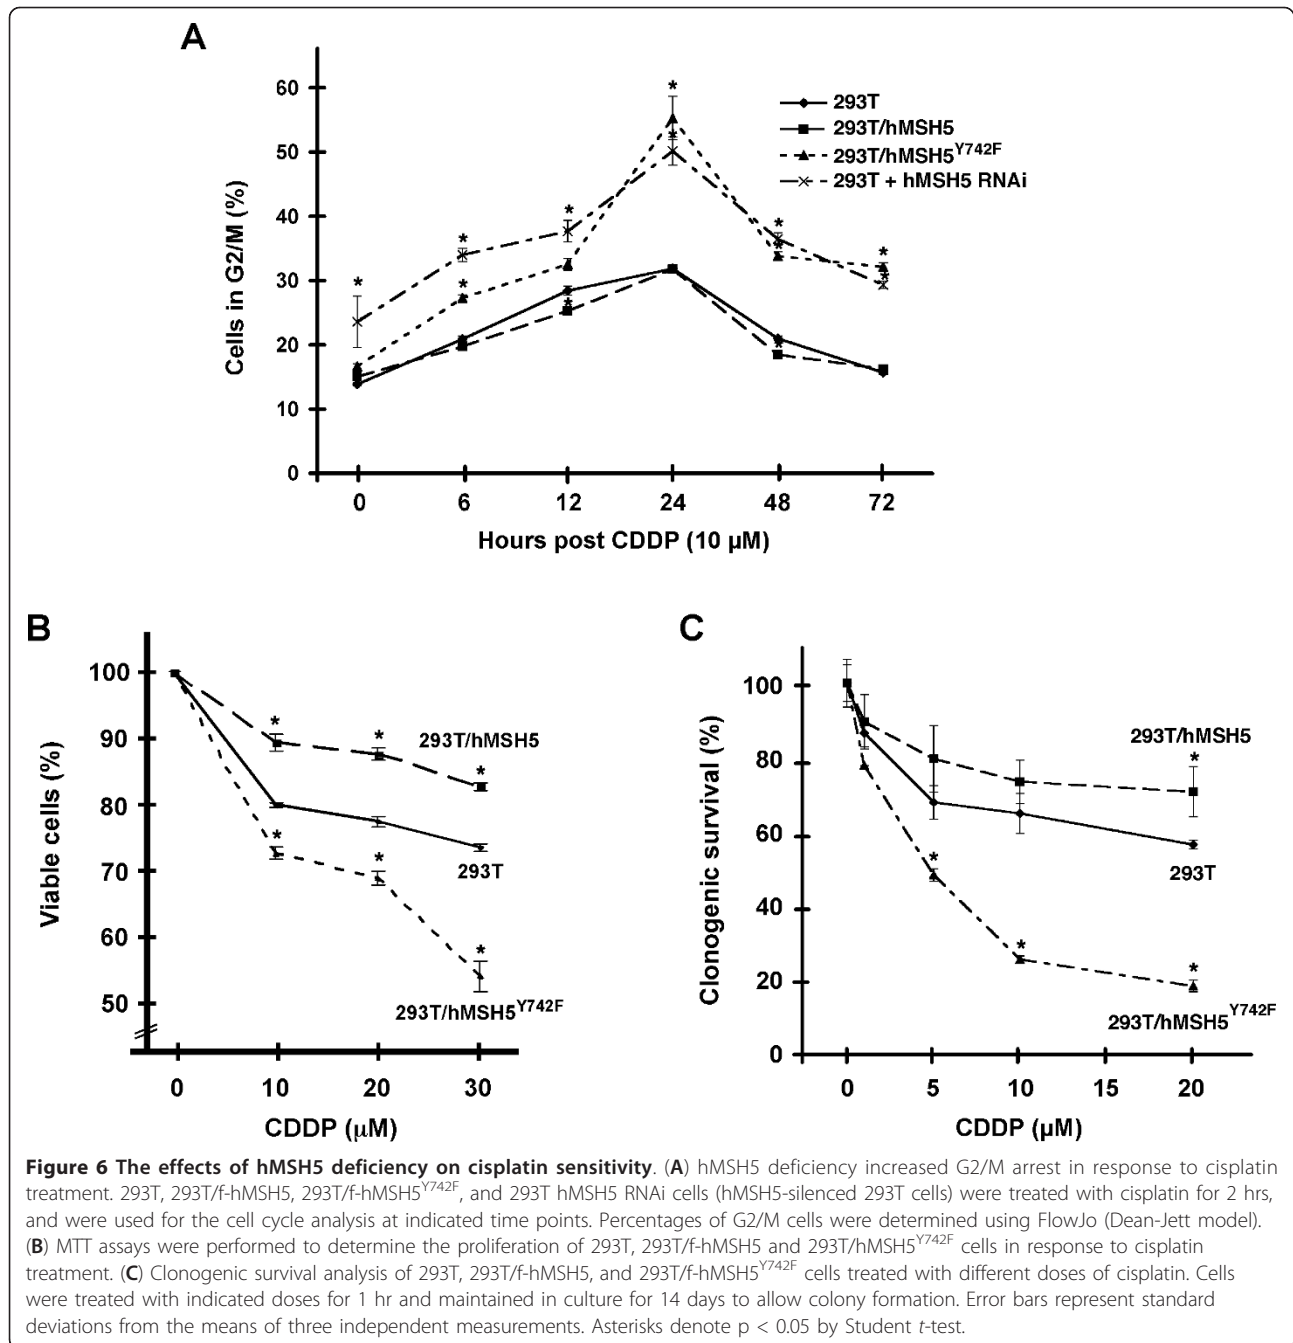 A
60
50
40
30
20
10
0
Cells in G2/M (%)
293T
293T/hMSH5
293T/hMSH5Y742F
293T + hMSH5 RNAi
* * * * * * * * * * * *
0 6 12 24 48 72
Hours post CDDP (10 µM)
B
100
90
80
70
60
50
Viable cells (%)
* * *
293T/hMSH5
293T
* * *
293T/hMSH5Y742F
0 10 20 30
CDDP (µM)
C
100
80
60
40
20
0
Clonogenic survival (%)
293T/hMSH5
*
293T
* * *
293T/hMSH5Y742F
0 5 10 15 20
CDDP (µM)
Figure 6 The effects of hMSH5 deficiency on cisplatin sensitivity. (A) hMSH5 deficiency increased G2/M arrest in response to cisplatin
treatment. 293T, 293T/f-hMSH5, 293T/f-hMSH5Y742F, and 293T hMSH5 RNAi cells (hMSH5-silenced 293T cells) were treated with cisplatin for 2 hrs,
and were used for the cell cycle analysis at indicated time points. Percentages of G2/M cells were determined using FlowJo (Dean-Jett model).
(B) MTT assays were performed to determine the proliferation of 293T, 293T/f-hMSH5 and 293T/hMSH5Y742F cells in response to cisplatin
treatment. (C) Clonogenic survival analysis of 293T, 293T/f-hMSH5, and 293T/f-hMSH5Y742F cells treated with different doses of cisplatin. Cells
were treated with indicated doses for 1 hr and maintained in culture for 14 days to allow colony formation. Error bars represent standard
deviations from the means of three independent measurements. Asterisks denote p < 0.05 by Student t-test.